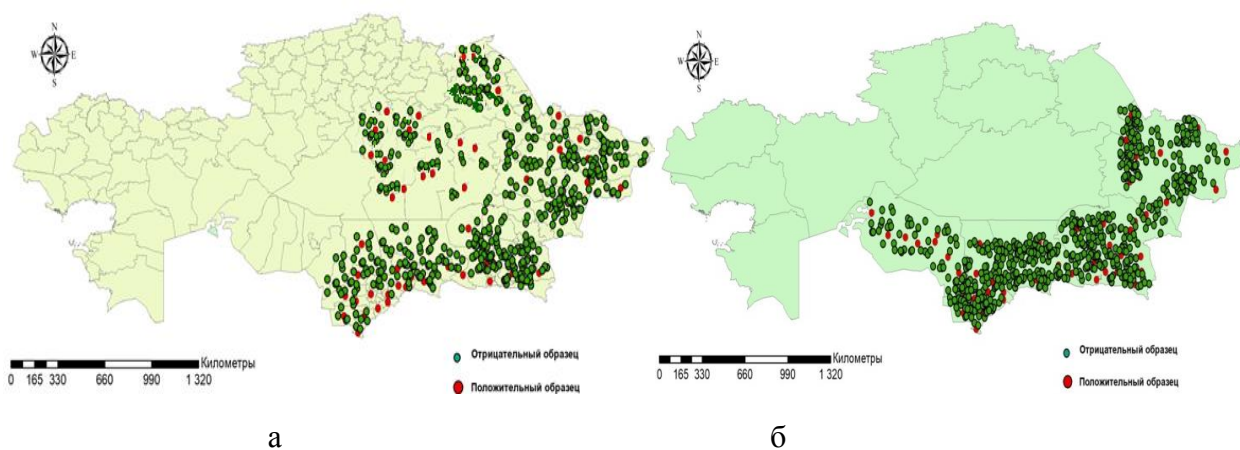 N
W E
S
Километры
0 165 330 660 990 1 320
Отрицательный образец
Положительный образец
а
N
W E
S
Километры
0 165 330 660 990 1 320
Отрицательный образец
Положительный образец
б